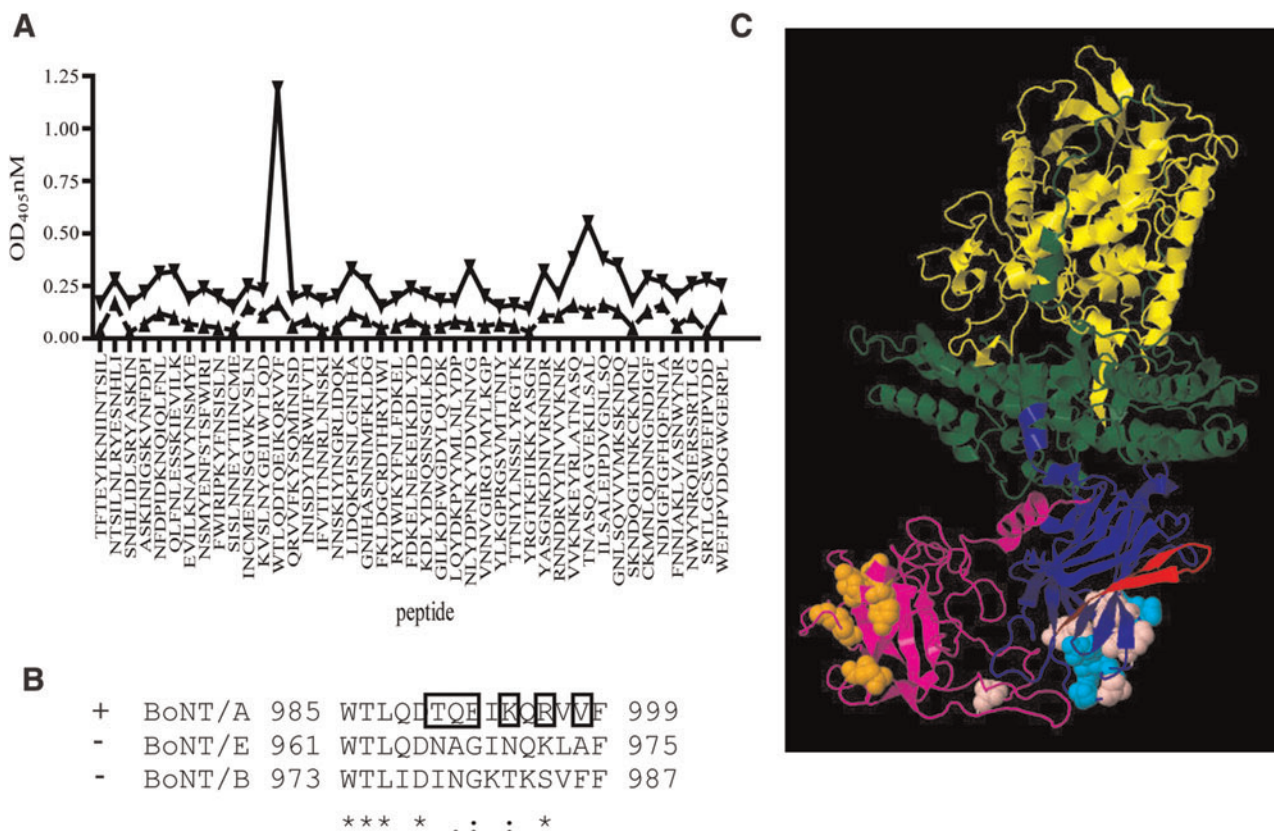 A
C
OD405nM
1.25
1.00
0.75
0.50
0.25
0.00
TFTEYIKNIINTSIL
NTSILNLRYESNHLI
SNHLIDLSRYASKIN
ASKINIGSKVNFDPI
NFDPIDKNQIQLFNL
QLFNLESSKIEVILK
EVILKNAIVYNSMYE
NSMYENFSTSFWIRI
FWIRIPKYFNSISLN
SISLNNEYTIINCME
INCMENNSGWKVSLN
KVSLNYGEIIWTLQD
WTLQDTQEIKQRVVF
QRVVFKYSQMINISD
INISDYINRWIFVTI
FVTITNNRLNNSKI
NNSKIYINGRLIDQK
LIDQKPISNLGNIHA
GNIHASNNIMFKLDG
FKLDGCRDTHRYIWI
RYIWIKYFNLFDKEL
FDKELNEKEIKDLYD
KDLYDNQSNSGILKD
GILKDFWGDYLQYDK
LQYDKPYYMLNLYDP
NLYDPNKYVDVNNVG
VNNVGIRGYMYLKGP
YLKGPRGSVMTTNIY
TTNIYLNSSLYRGTK
YRGTKFIIKKYASGN
YASGNKDNIVRNNDR
RNNDRVYINVVVKNK
VVKNKEYRLATNASQ
TNASQAGVEKILSAL
ILSALEIPDVGNLSQ
GNLSQVVVMKSKNDQ
SKNDQGITNKCKMNL
CKMNLQDNNGNDIGF
NDIGFIGFHQFNNIA
FNNIAKLVASNWYNR
NWYNRQIERSSRTLG
SRTLGCSWEFIPVDD
WEFIPVDDGWGERPL
peptide
B
+ BoNT/A 985 WTLQDTQEIKQRVVF 999
- BoNT/E 961 WTLQDNAGINQKLAF 975
- BoNT/B 973 WTLIDINGKTKSVFF 987
*** * .: : *